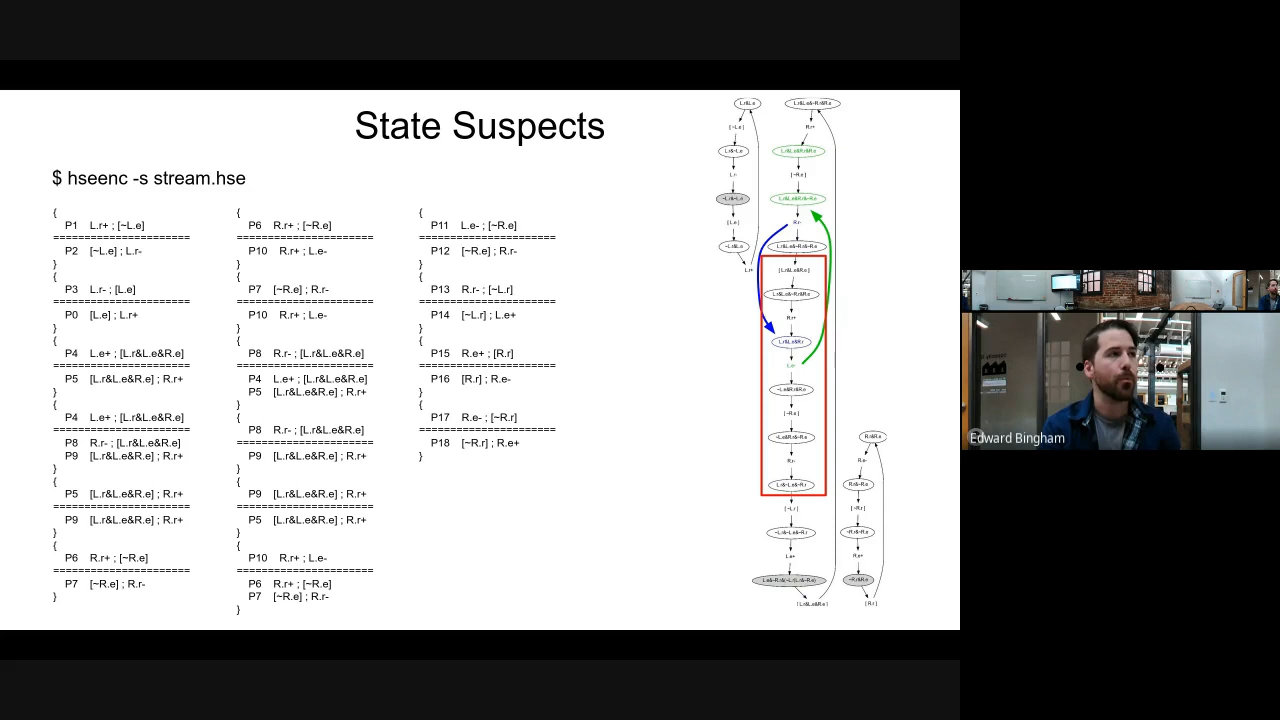 State Suspects
$ hseenc -s stream.hse
{
P1 L.r+ ; [~L.e]
======================
P2 [~L.e] ; L.r-
}
{
P3 L.r- ; [L.e]
======================
P0 [L.e] ; L.r+
}
{
P4 L.e+ ; [L.r&L.e&R.e]
======================
P5 [L.r&L.e&R.e] ; R.r+
}
{
P4 L.e+ ; [L.r&L.e&R.e]
======================
P8 R.r- ; [L.r&L.e&R.e]
P9 [L.r&L.e&R.e] ; R.r+
}
{
P5 [L.r&L.e&R.e] ; R.r+
======================
P9 [L.r&L.e&R.e] ; R.r+
}
{
P6 R.r+ ; [~R.e]
======================
P7 [~R.e] ; R.r-
}
{
P6 R.r+ ; [~R.e]
======================
P10 R.r+ ; L.e-
}
{
P7 [~R.e] ; R.r-
======================
P10 R.r+ ; L.e-
}
{
P8 R.r- ; [L.r&L.e&R.e]
======================
P4 L.e+ ; [L.r&L.e&R.e]
P5 [L.r&L.e&R.e] ; R.r+
}
{
P8 R.r- ; [L.r&L.e&R.e]
======================
P9 [L.r&L.e&R.e] ; R.r+
}
{
P9 [L.r&L.e&R.e] ; R.r+
======================
P5 [L.r&L.e&R.e] ; R.r+
}
{
P10 R.r+ ; L.e-
======================
P6 R.r+ ; [~R.e]
P7 [~R.e] ; R.r-
}
{
P11 L.e- ; [~R.e]
======================
P12 [~R.e] ; R.r-
}
{
P13 R.r- ; [~L.r]
======================
P14 [~L.r] ; L.e+
}
{
P15 R.e+ ; [R.r]
======================
P16 [R.r] ; R.e-
}
{
P17 R.e- ; [~R.r]
======================
P18 [~R.r] ; R.e+
}
L.r&L.e
[~L.e]
L.r&~L.e
L.r-
~L.r&~L.e
[L.e]
~L.r&L.e
L.r+
L.r&L.e&~R.r&R.e
R.r+
L.r&L.e&R.r&R.e
[~R.e]
L.r&L.e&R.r&~R.e
R.r-
L.r&L.e&~R.r&~R.e
[L.r&L.e&R.e]
L.r&L.e&~R.r&R.e
R.r+
L.r&L.e&R.r
L.e-
~L.e&R.r&R.e
[~R.e]
~L.e&R.r&~R.e
R.r-
L.r&~L.e&~R.r
[~L.r]
~L.r&~L.e&~R.r
L.e+
[L.r&L.e&R.e]
R.r&R.e
R.e-
R.r&~R.e
[~R.r]
~R.r&~R.e
R.e+
~R.r&R.e
[R.r]
Edward Bingham